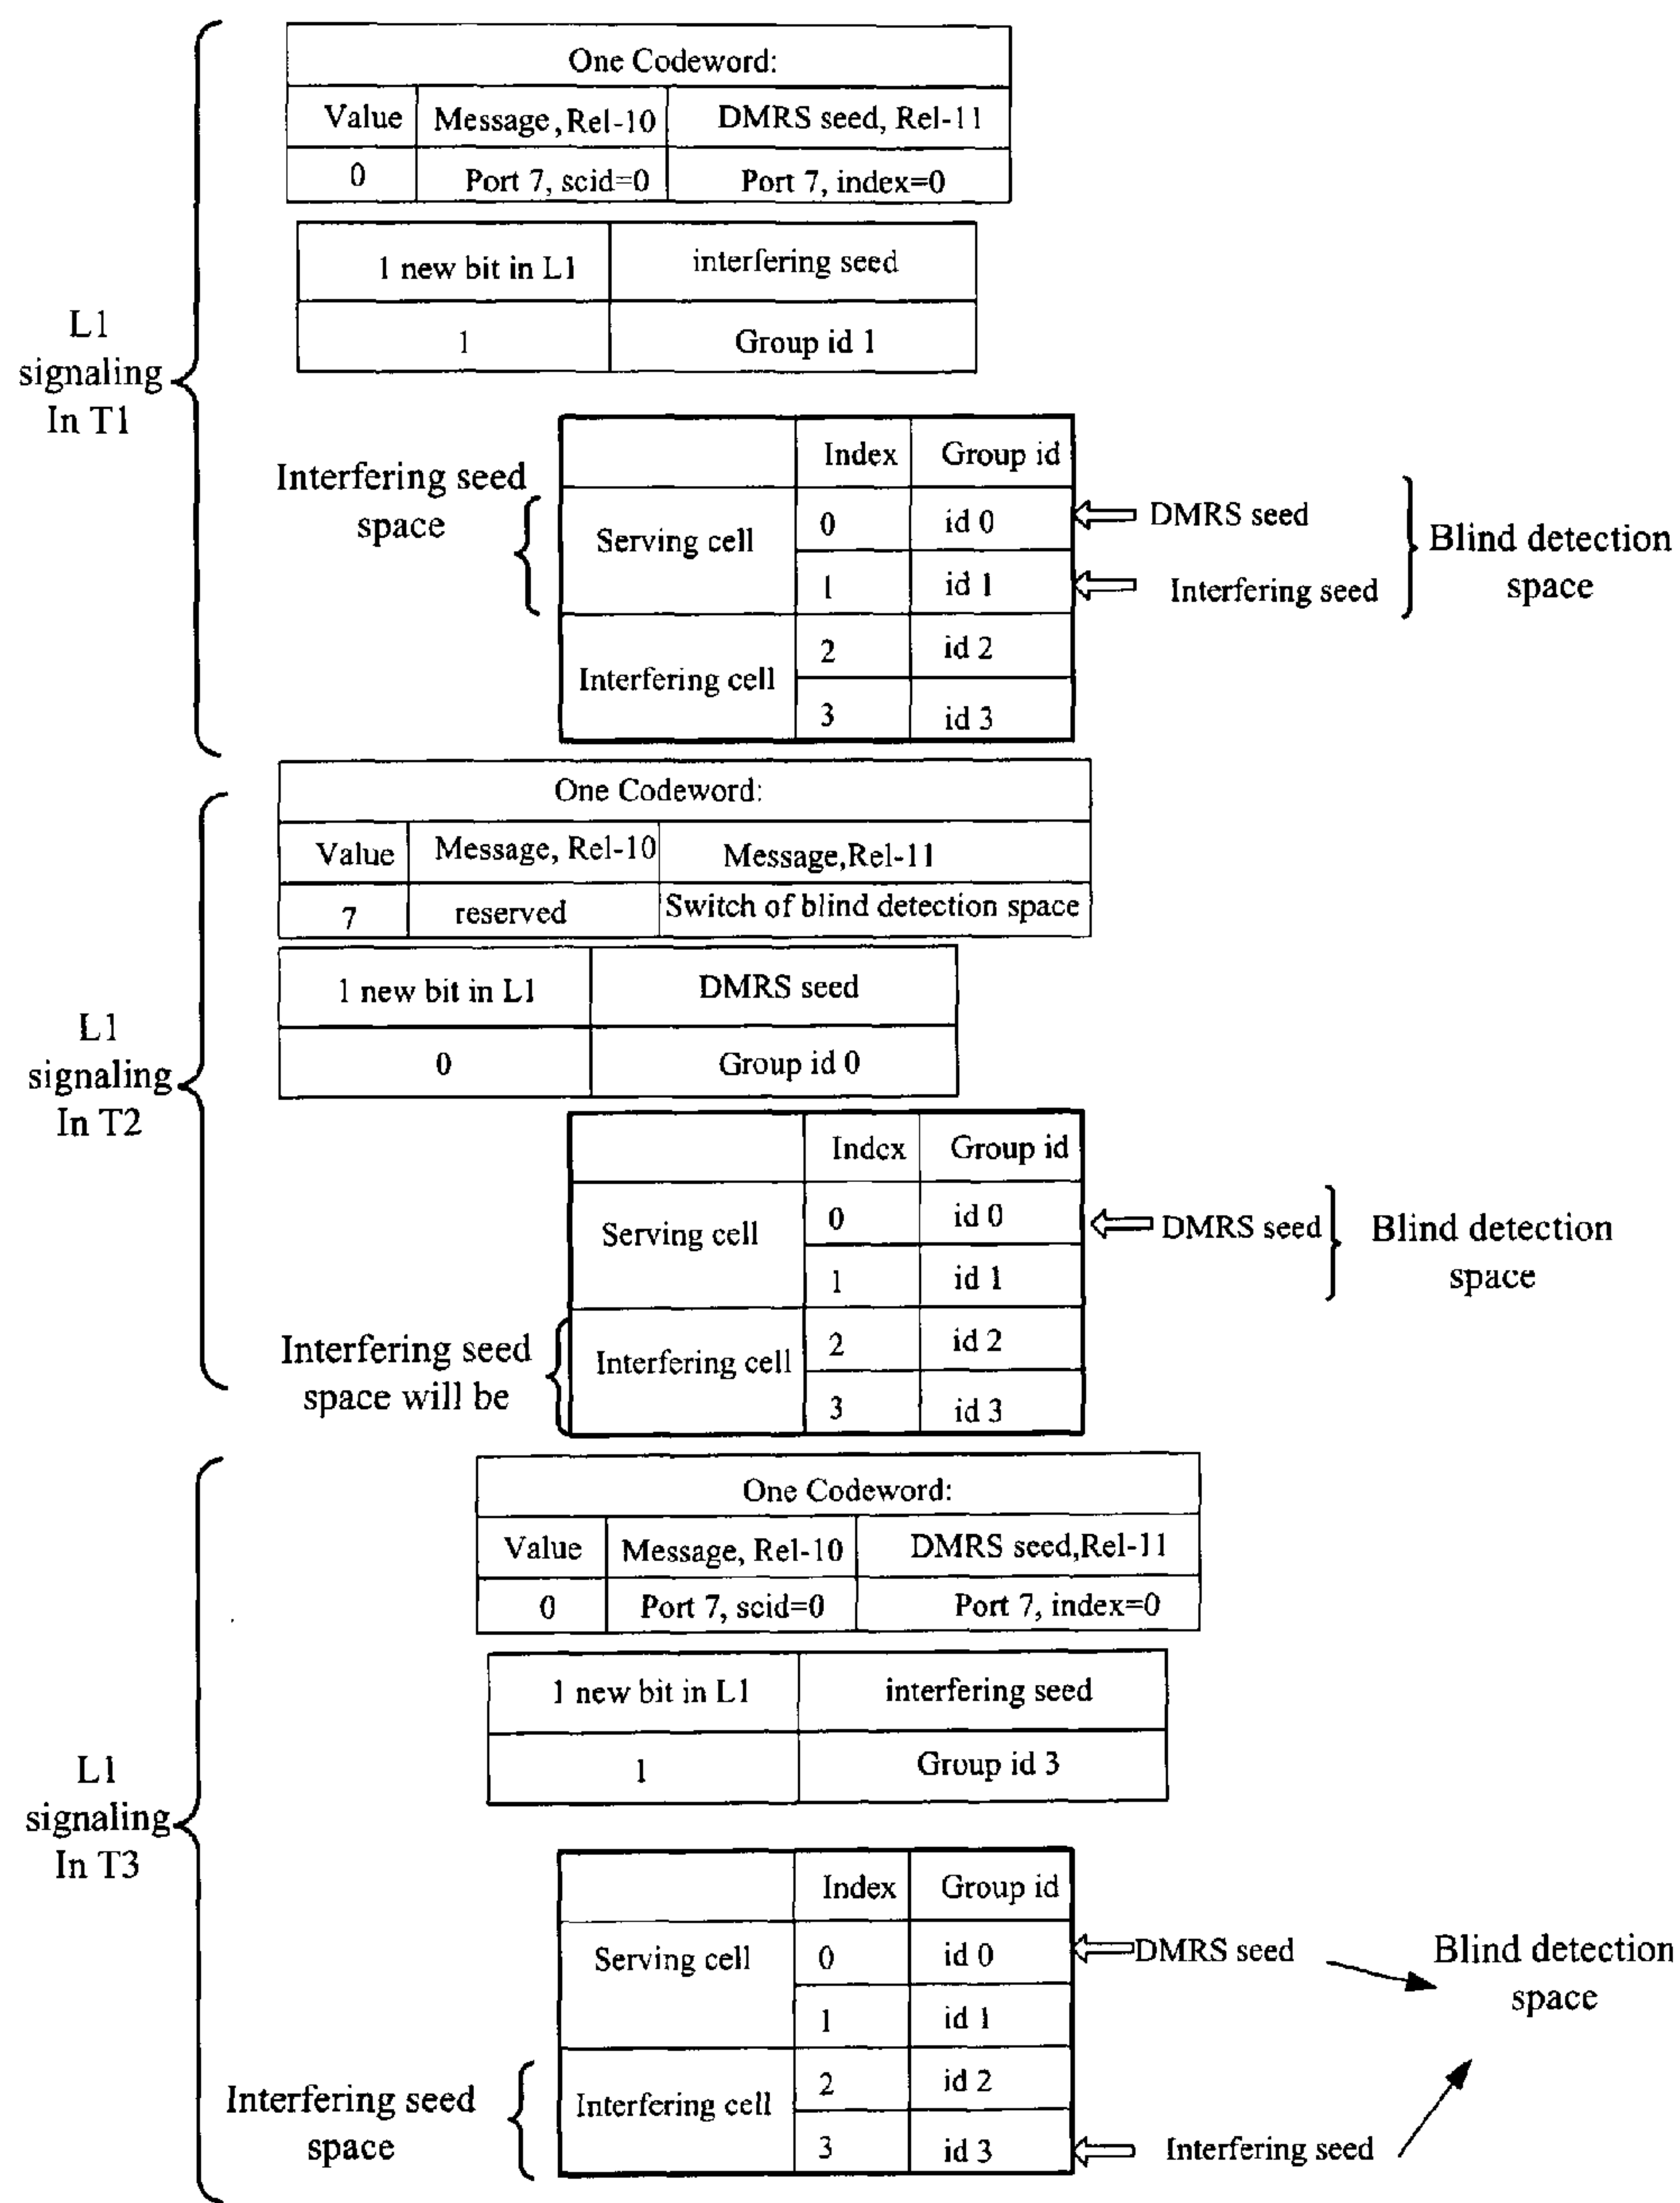 One Codeword:
Value Message,Rel-10 DMRS seed, Rel-11
0 Port 7, scid=0 Port 7, index=0
1 new bit in L1 interfering seed
1 Group id 1
L1
signaling
In T1
Interfering seed
space
Index Group id
Serving cell 0 id 0
1 id 1
Interfering cell 2 id 2
3 id 3
DMRS seed
Interfering seed
Blind detection
space
One Codeword:
Value Message, Rel-10 Message,Rel-11
7 reserved Switch of blind detection space
1 new bit in L1 DMRS seed
0 Group id 0
L1
signaling
In T2
Index Group id
Serving cell 0 id 0
1 id 1
Interfering cell 2 id 2
3 id 3
DMRS seed
Blind detection
space
Interfering seed
space will be
One Codeword:
Value Message, Rel-10 DMRS seed,Rel-11
0 Port 7, scid=0 Port 7, index=0
1 new bit in L1 interfering seed
1 Group id 3
L1
signaling
In T3
Index Group id
Serving cell 0 id 0
1 id 1
Interfering cell 2 id 2
3 id 3
DMRS seed
Blind detection
space
Interfering seed
space
Interfering seed